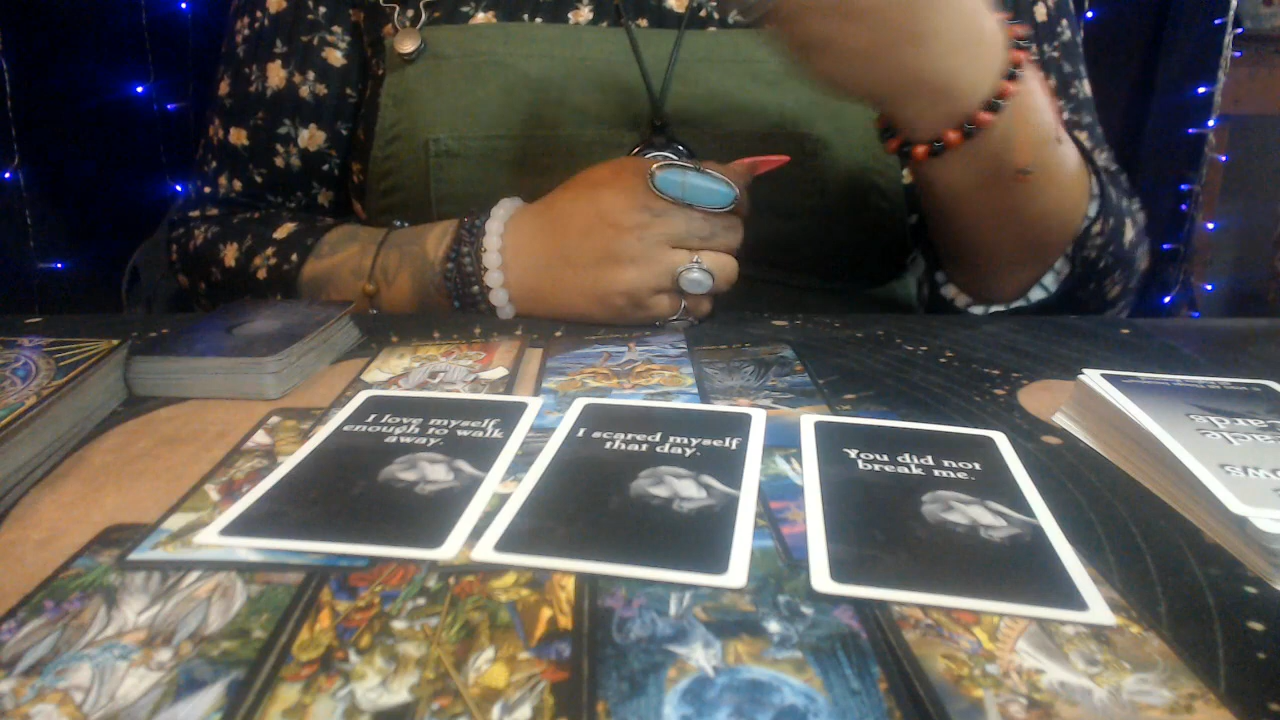 I love myself
enough to walk
away.
I scared myself
that day.
You did not
break me.